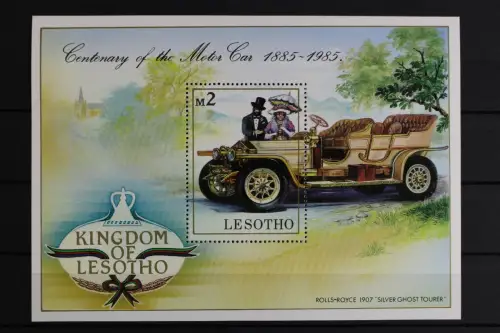 Centenary of the Motor Car 1885-1985.
M2
LESOTHO
KINGDOM
OF
LESOTHO
ROLLS-ROYCE 1907 "SILVER GHOST TOURER"